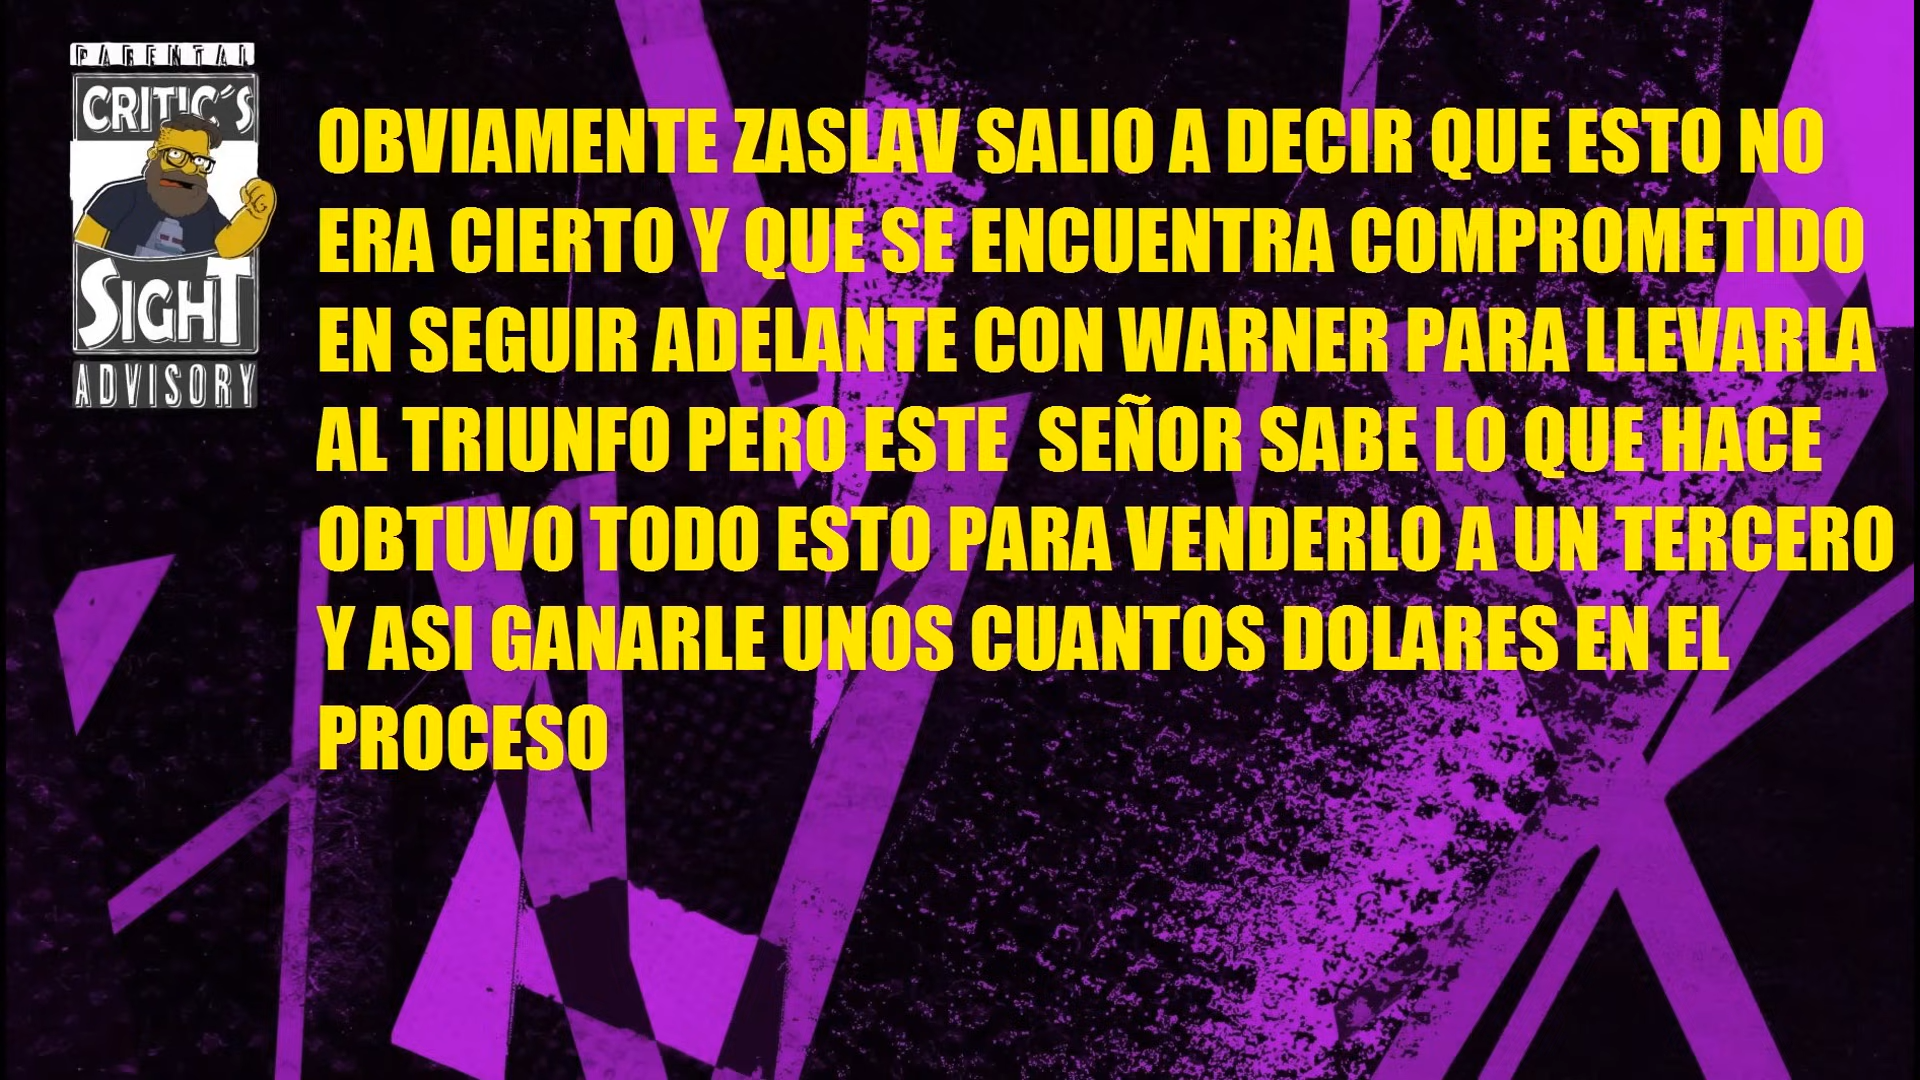 PARENTAL
CRITIC´S
SIGHT
ADVISORY
OBVIAMENTE ZASLAV SALIO A DECIR QUE ESTO NO
ERA CIERTO Y QUE SE ENCUENTRA COMPROMETIDO
EN SEGUIR ADELANTE CON WARNER PARA LLEVARLA
AL TRIUNFO PERO ESTE  SEÑOR SABE LO QUE HACE
OBTUVO TODO ESTO PARA VENDERLO A UN TERCERO
Y ASI GANARLE UNOS CUANTOS DOLARES EN EL
PROCESO